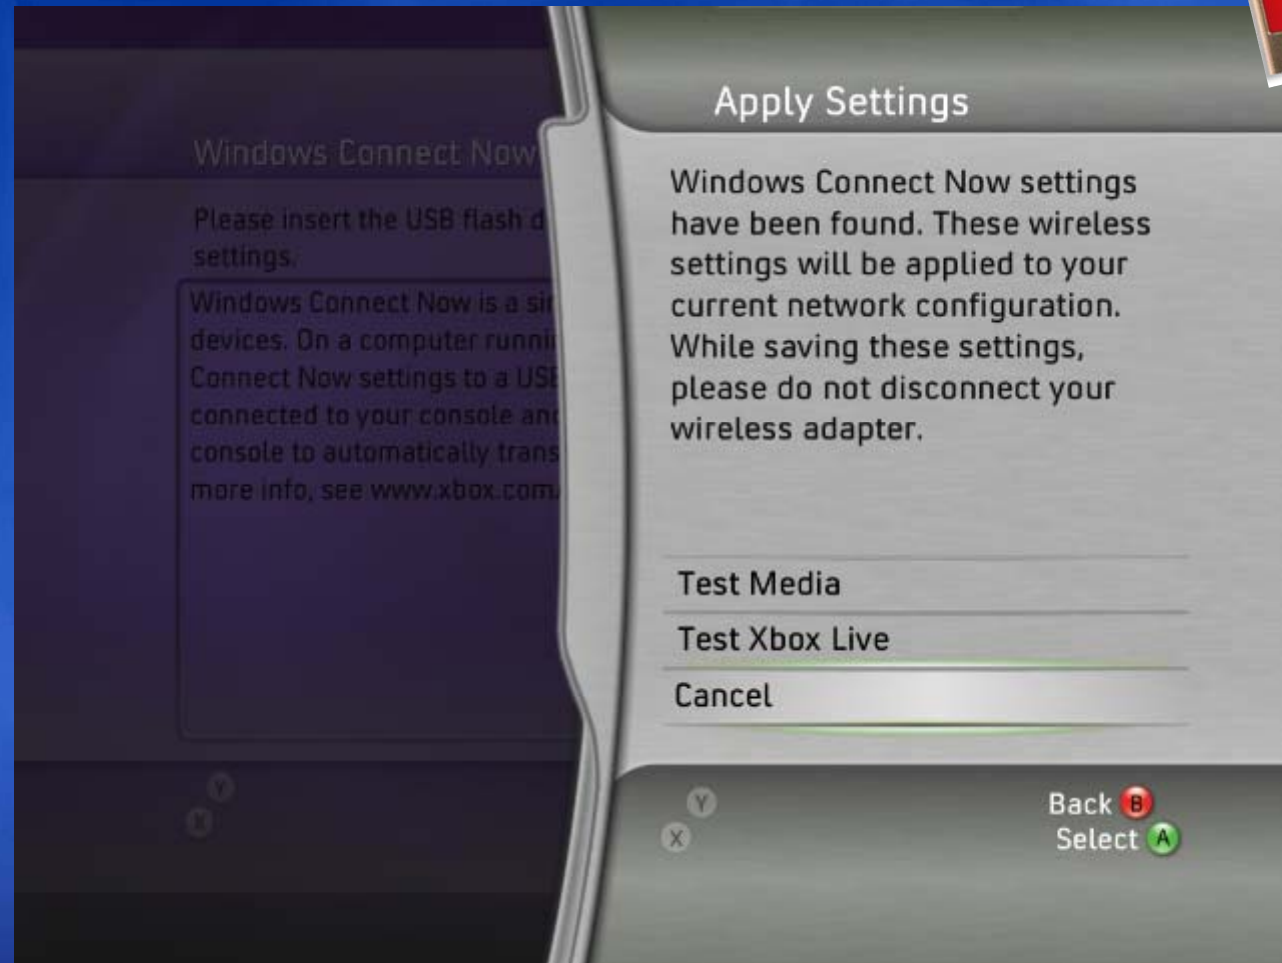 Windows Connect Now
Please insert the USB flash d
settings.
Windows Connect Now is a si
devices. On a computer runni
Connect Now settings to a USB
connected to your console and
console to automatically trans
more info, see www.xbox.com/
Y
X
Apply Settings
Windows Connect Now settings
have been found. These wireless
settings will be applied to your
current network configuration.
While saving these settings,
please do not disconnect your
wireless adapter.
Test Media
Test Xbox Live
Cancel
Y
X
Back B
Select A